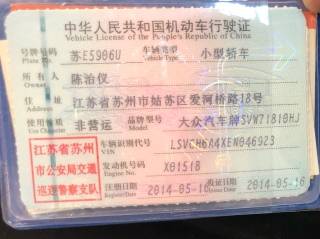 中华人民共和国机动车行驶证
Vehicle License of the People's Republic of China
号牌号码 苏E5906U 车辆类型 小型轿车
Plate No. Vehicle Type
所有人 陈治仪
Owner
住址 江苏省苏州市姑苏区爱河桥路18号
Address
使用性质 非营运 品牌型号 大众汽车牌SVW71810HJ
Use Character Model
江苏省苏州 车辆识别代号 LSVCH6A4XEN046923
VIN
市公安局交通 发动机号码 X01518
Engine No.
巡逻警察支队 注册日期 2014-05-16 发证日期 2014-05-16
Register Date Issue Date